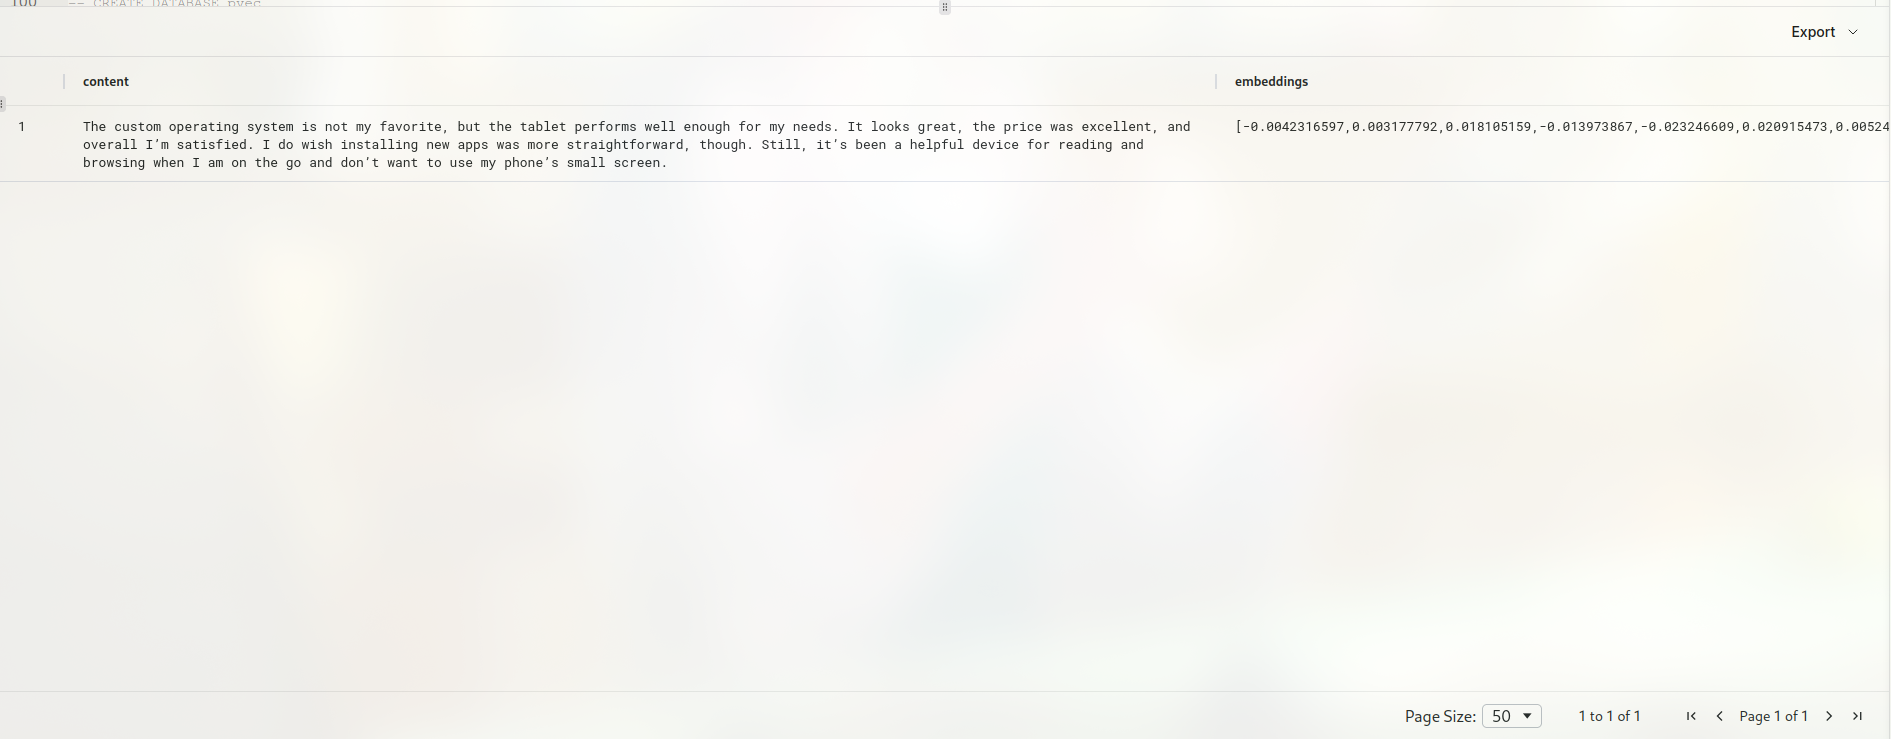 100 -- CREATE DATABASE pvec
Export
content embeddings
1 The custom operating system is not my favorite, but the tablet performs well enough for my needs. It looks great, the price was excellent, and [-0.0042316597,0.003177792,0.018105159,-0.013973867,-0.023246609,0.020915473,0.00524
overall I’m satisfied. I do wish installing new apps was more straightforward, though. Still, it's been a helpful device for reading and
browsing when I am on the go and don’t want to use my phone’s small screen.
Page Size: 50 1 to 1 of 1 Page 1 of 1